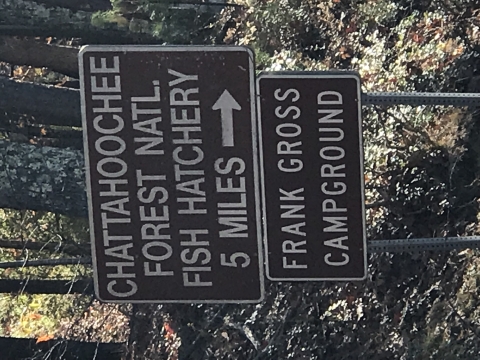 CHATTAHOOCHEE
FOREST NATL.
FISH HATCHERY
5 MILES
FRANK GROSS
CAMPGROUND